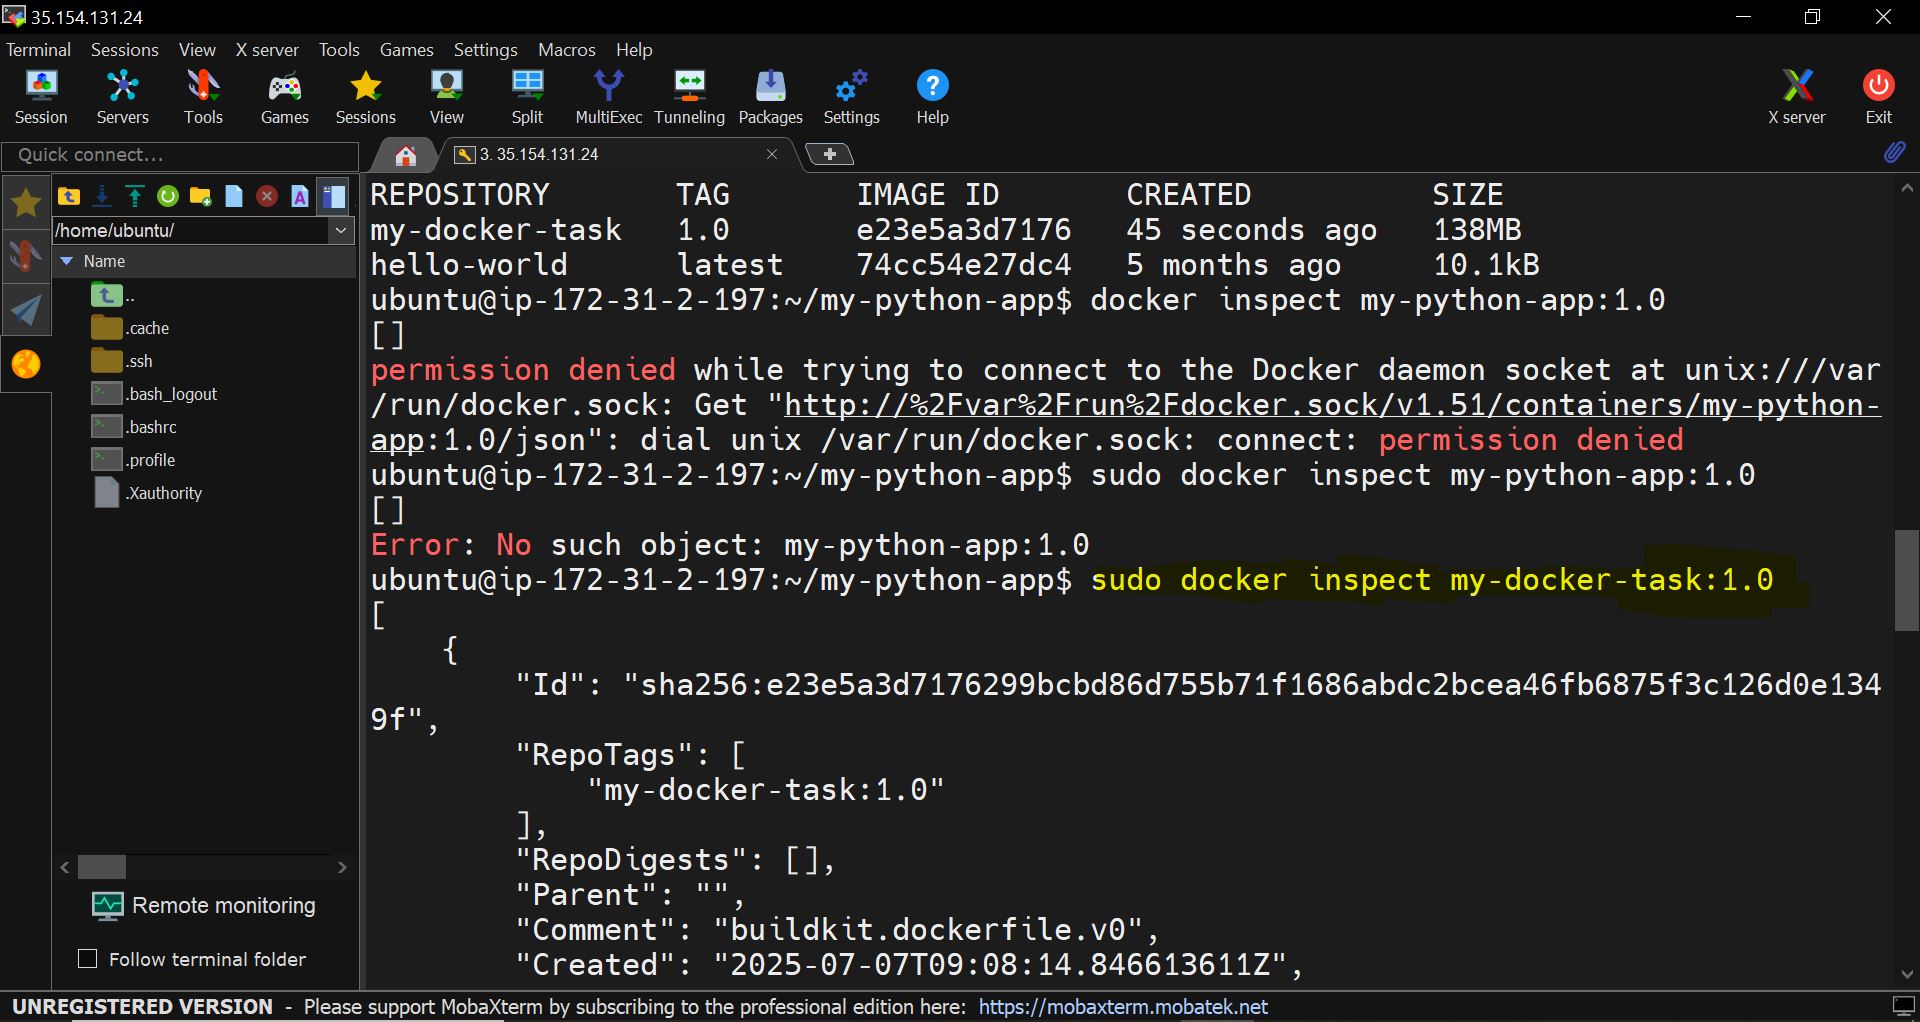 35.154.131.24
Terminal Sessions View X server Tools Games Settings Macros Help
Session Servers Tools Games Sessions View Split MultiExec Tunneling Packages Settings Help X server Exit
Quick connect...
3. 35.154.131.24
/home/ubuntu/
Name
..
.cache
.ssh
.bash_logout
.bashrc
.profile
.Xauthority
Remote monitoring
Follow terminal folder
REPOSITORY TAG IMAGE ID CREATED SIZE
my-docker-task 1.0 e23e5a3d7176 45 seconds ago 138MB
hello-world latest 74cc54e27dc4 5 months ago 10.1kB
ubuntu@ip-172-31-2-197:~/my-python-app$ docker inspect my-python-app:1.0
[]
permission denied while trying to connect to the Docker daemon socket at unix:///var
/run/docker.sock: Get "http://%2Fvar%2Frun%2Fdocker.sock/v1.51/containers/my-python-
app:1.0/json": dial unix /var/run/docker.sock: connect: permission denied
ubuntu@ip-172-31-2-197:~/my-python-app$ sudo docker inspect my-python-app:1.0
[]
Error: No such object: my-python-app:1.0
ubuntu@ip-172-31-2-197:~/my-python-app$ sudo docker inspect my-docker-task:1.0
[
{
"Id": "sha256:e23e5a3d7176299bcbd86d755b71f1686abdc2bcea46fb6875f3c126d0e134
9f",
"RepoTags": [
"my-docker-task:1.0"
],
"RepoDigests": [],
"Parent": "",
"Comment": "buildkit.dockerfile.v0",
"Created": "2025-07-07T09:08:14.846613611Z",
UNREGISTERED VERSION - Please support MobaXterm by subscribing to the professional edition here: https://mobaxterm.mobatek.net